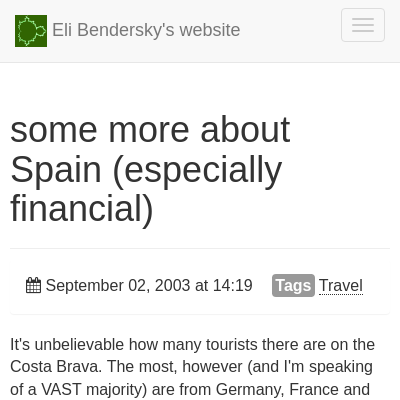 Eli Bendersky's website
some more about
Spain (especially
financial)
September 02, 2003 at 14:19 Tags Travel
It's unbelievable how many tourists there are on the
Costa Brava. The most, however (and I'm speaking
of a VAST majority) are from Germany, France and